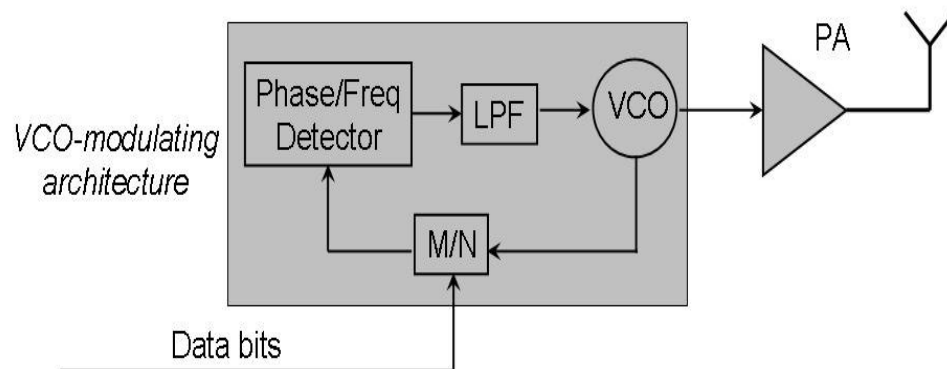 PA
Phase/Freq
Detector
LPF
VCO
VCO-modulating
architecture
M/N
Data bits